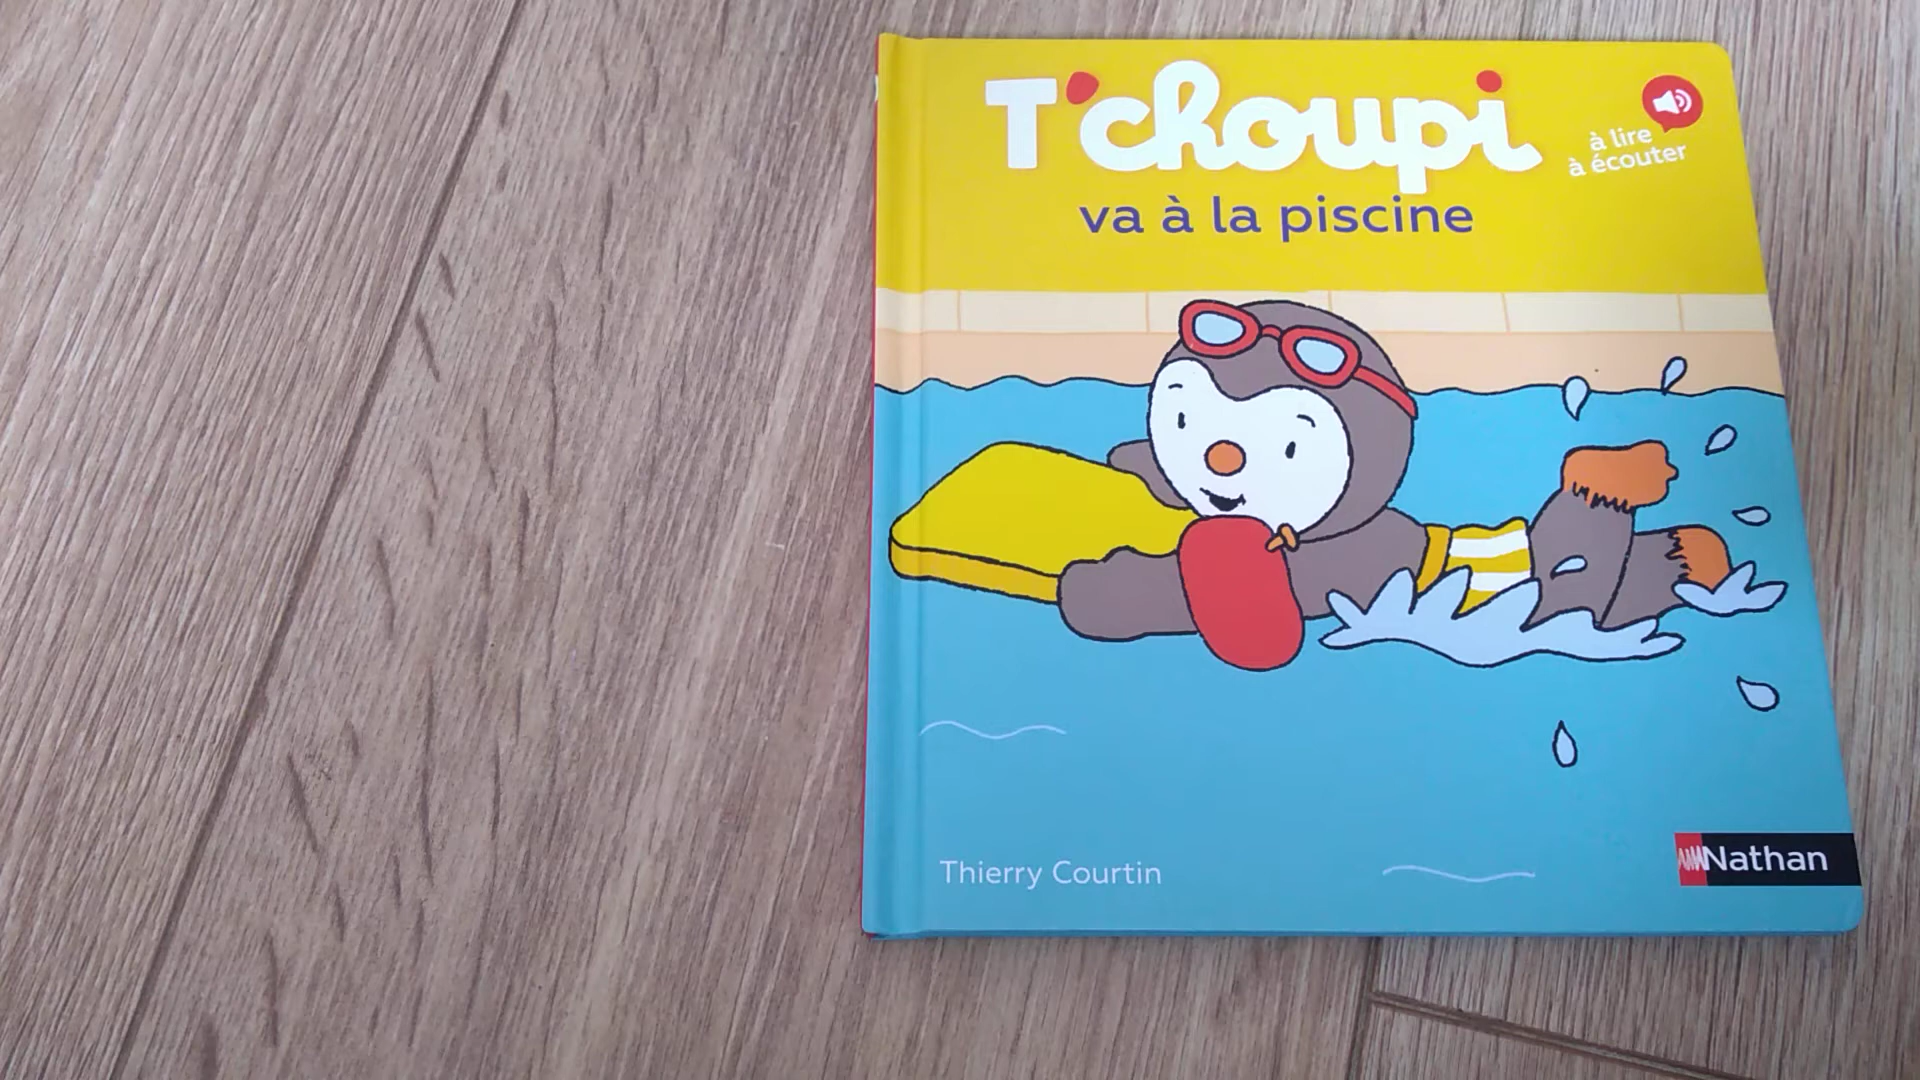 T'choupi
à lire
à écouter
va à la piscine
Thierry Courtin
Nathan